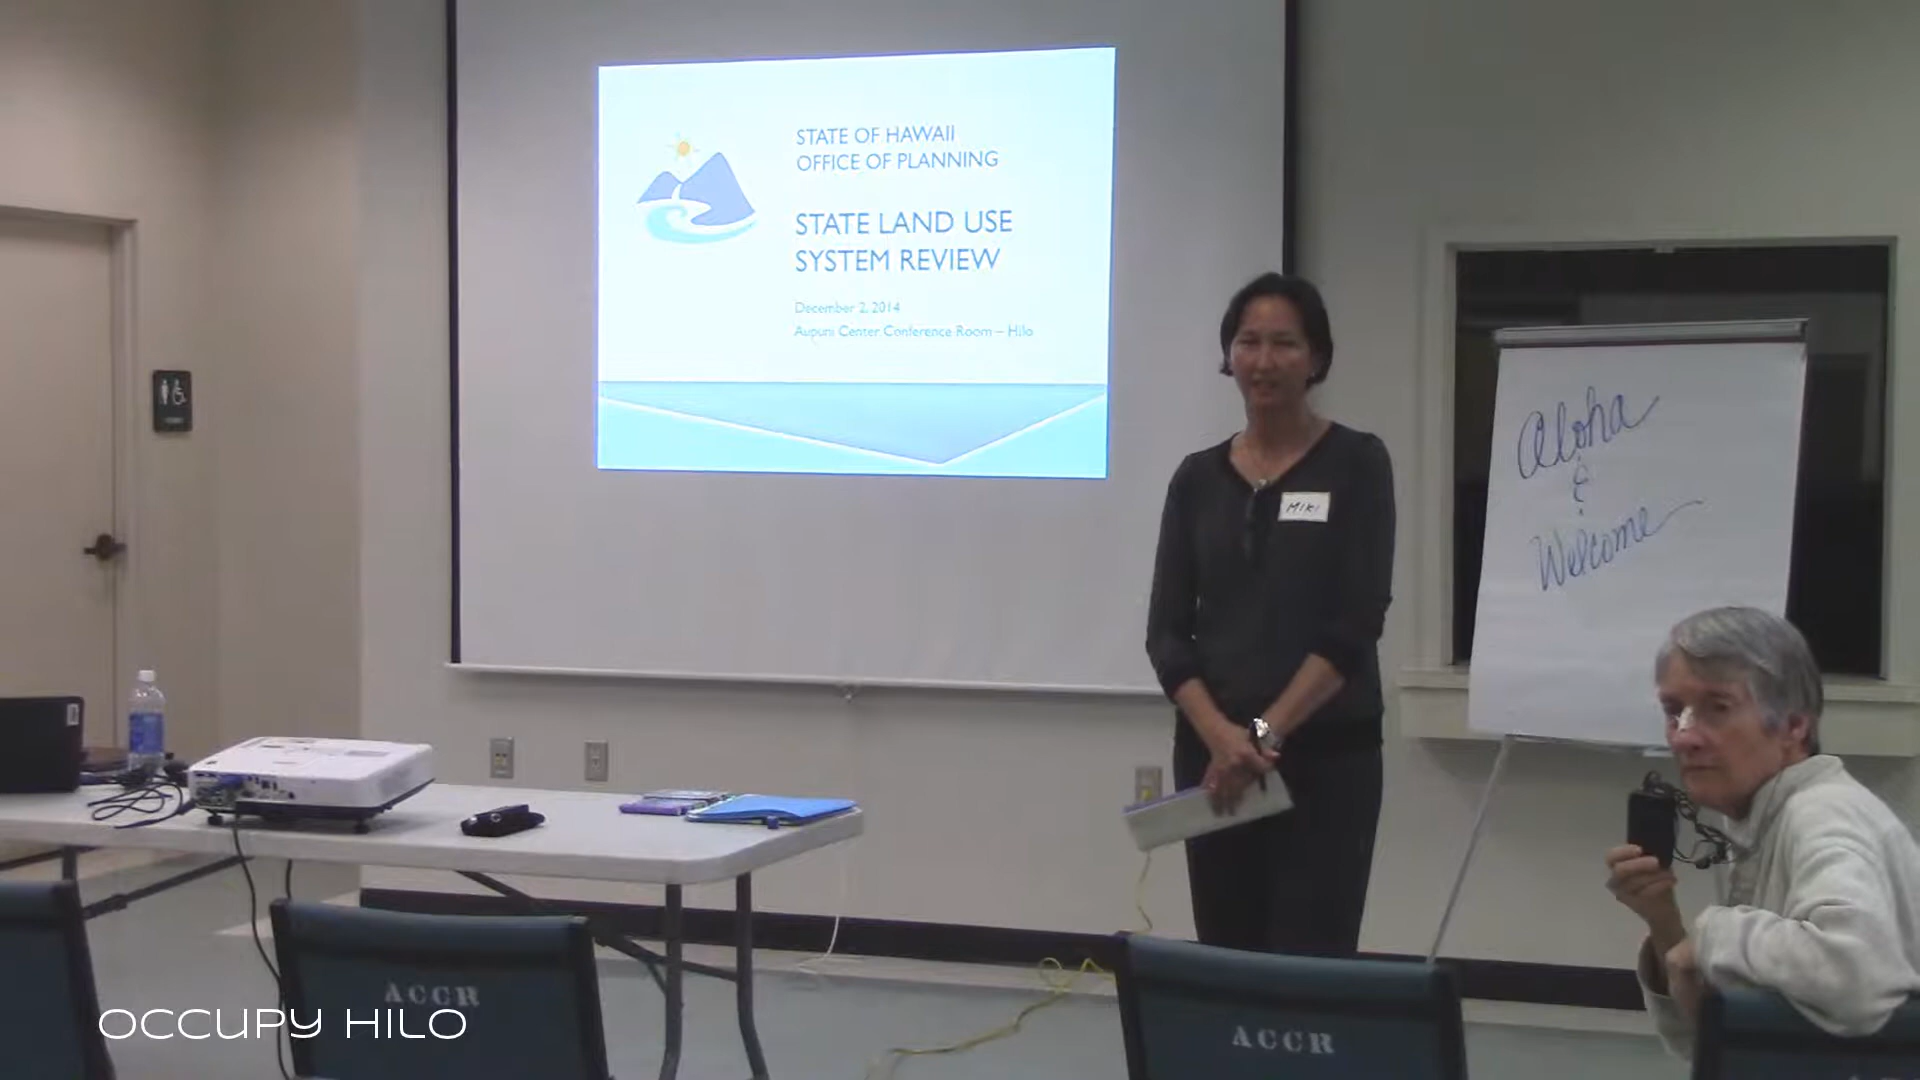 STATE OF HAWAII
OFFICE OF PLANNING
STATE LAND USE
SYSTEM REVIEW
December 2, 2014
Aupuni Center Conference Room – Hilo
MIKI
Aloha
&
Welcome
ACCR
ACCR
OCCUPY HILO